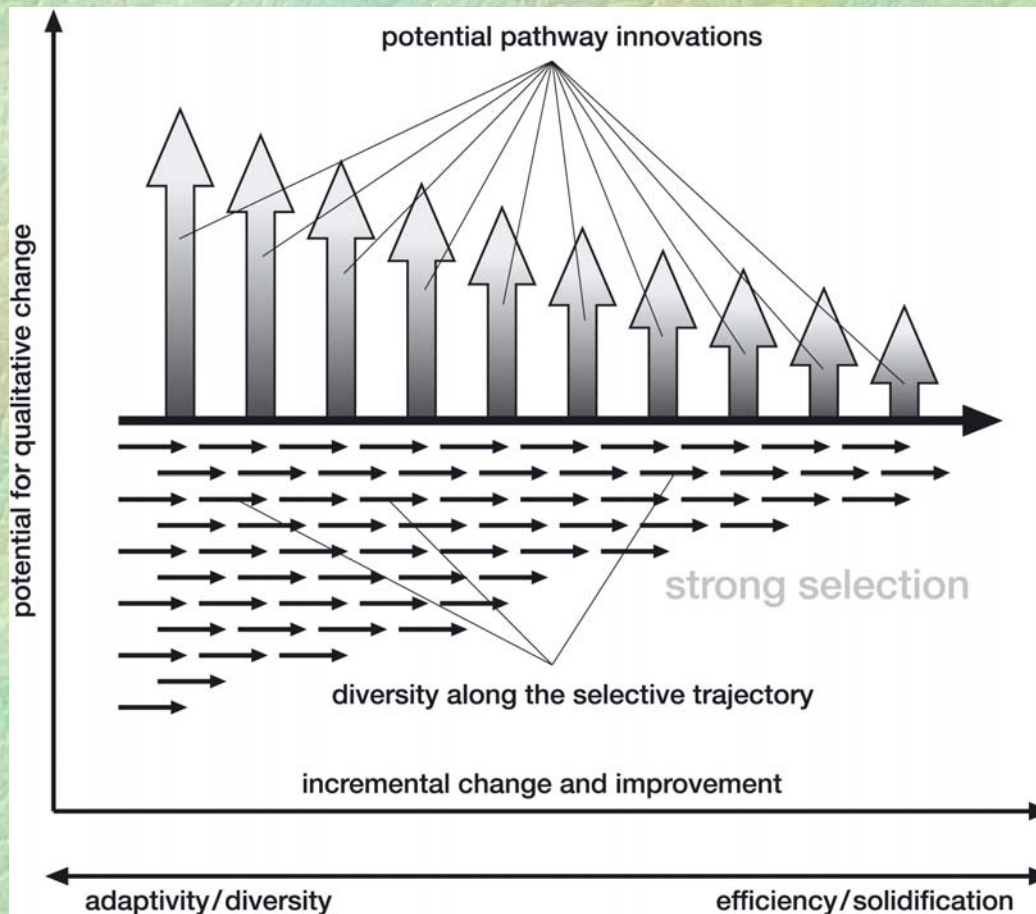 potential pathway innovations
potential for qualitative change
strong selection
diversity along the selective trajectory
incremental change and improvement
adaptivity/diversity
efficiency/solidification